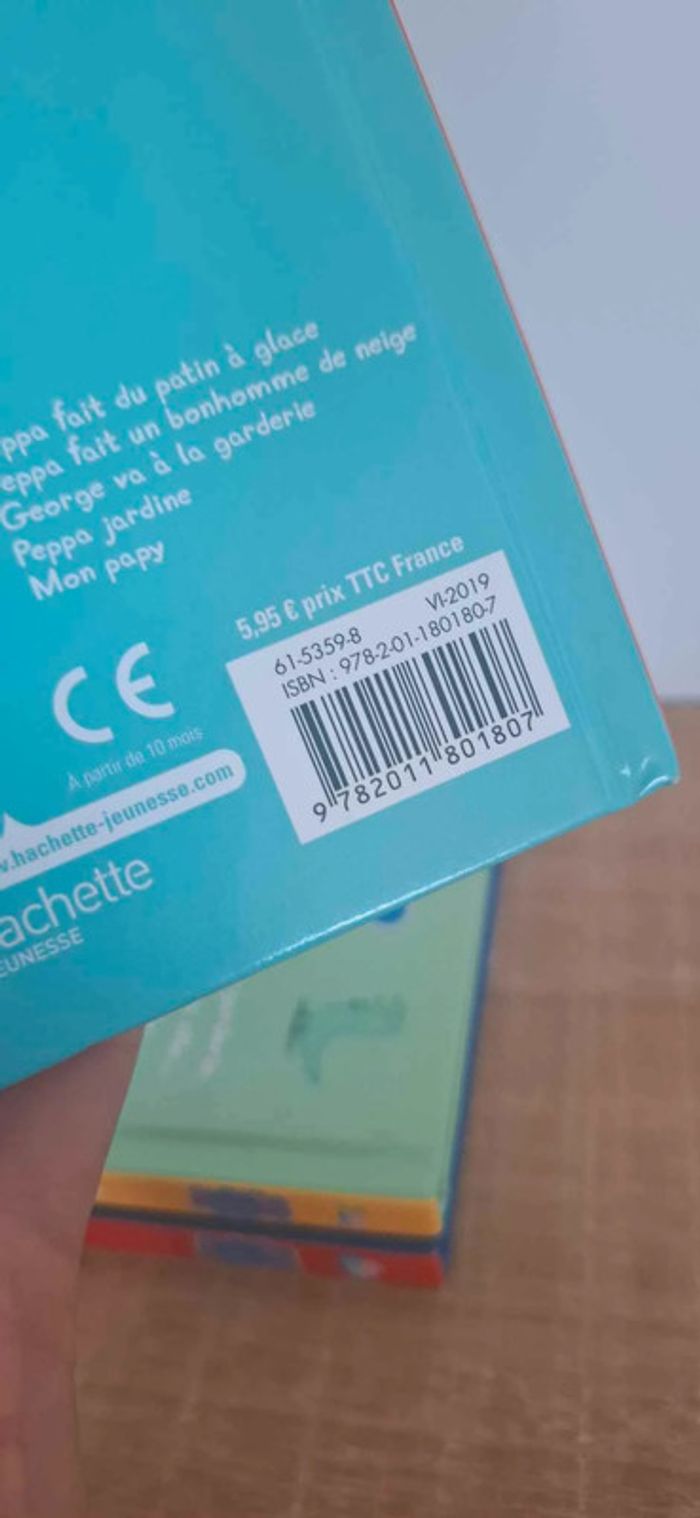 ppa fait du patin à glace
eppa fait un bonhomme de neige
George va à la garderie
Peppa jardine
Mon papy
5,95 € prix TTC France
61-5359-8 VI-2019
ISBN : 978-2-01-180180-7
9 782011 801807
CE
À partir de 10 mois
w.hachette-jeunesse.com
achette
EUNESSE